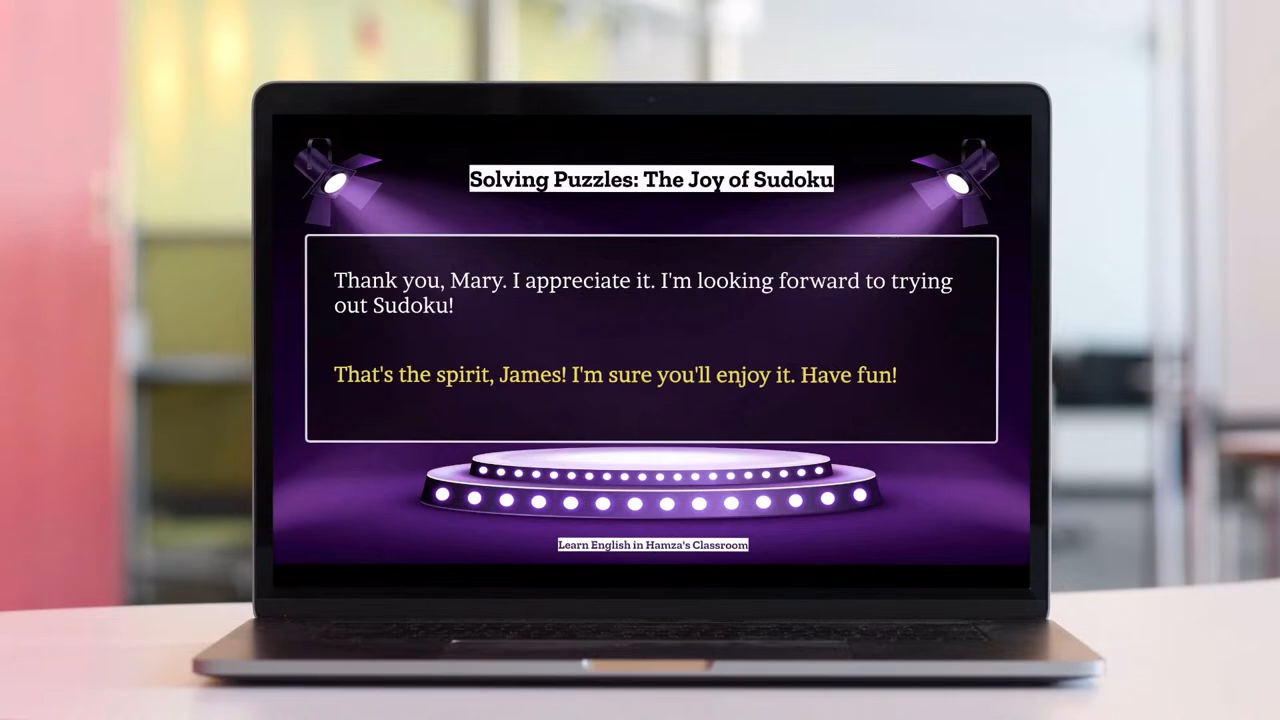 Solving Puzzles: The Joy of Sudoku
Thank you, Mary. I appreciate it. I'm looking forward to trying
out Sudoku!
That's the spirit, James! I'm sure you'll enjoy it. Have fun!
Learn English in Hamza's Classroom